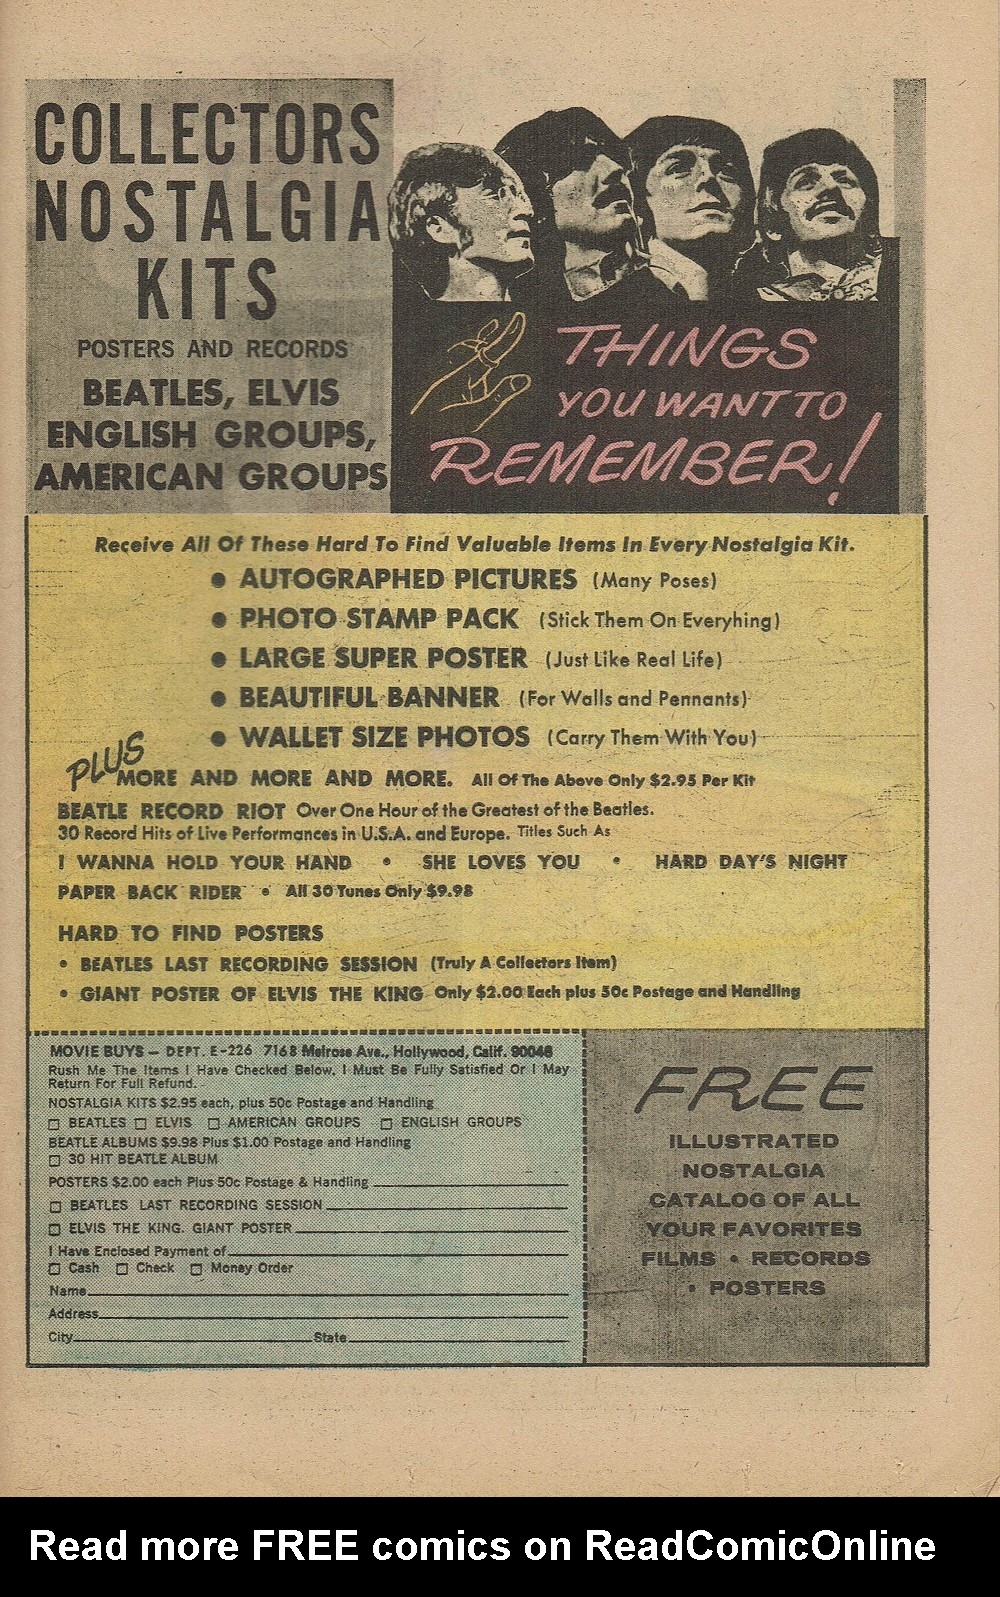 COLLECTORS
NOSTALGIA
KITS
POSTERS AND RECORDS
BEATLES, ELVIS
ENGLISH GROUPS,
AMERICAN GROUPS
THINGS
YOU WANT TO
REMEMBER!
Receive All Of These Hard To Find Valuable Items In Every Nostalgia Kit.
• AUTOGRAPHED PICTURES (Many Poses)
• PHOTO STAMP PACK (Stick Them On Everyhing)
• LARGE SUPER POSTER (Just Like Real Life)
• BEAUTIFUL BANNER (For Walls and Pennants)
• WALLET SIZE PHOTOS (Carry Them With You)
PLUS
MORE AND MORE AND MORE. All Of The Above Only $2.95 Per Kit
BEATLE RECORD RIOT Over One Hour of the Greatest of the Beatles.
30 Record Hits of Live Performances in U.S.A. and Europe. Titles Such As
I WANNA HOLD YOUR HAND • SHE LOVES YOU • HARD DAY'S NIGHT
PAPER BACK RIDER • All 30 Tunes Only $9.98
HARD TO FIND POSTERS
• BEATLES LAST RECORDING SESSION (Truly A Collectors Item)
• GIANT POSTER OF ELVIS THE KING Only $2.00 Each plus 50c Postage and Handling
MOVIE BUYS — DEPT. E-226 7168 Melrose Ave., Hollywood, Calif. 90046
Rush Me The Items I Have Checked Below. I Must Be Fully Satisfied Or I May
Return For Full Refund.
NOSTALGIA KITS $2.95 each, plus 50c Postage and Handling
☐ BEATLES ☐ ELVIS ☐ AMERICAN GROUPS ☐ ENGLISH GROUPS
BEATLE ALBUMS $9.98 Plus $1.00 Postage and Handling
☐ 30 HIT BEATLE ALBUM
POSTERS $2.00 each Plus 50c Postage & Handling
☐ BEATLES LAST RECORDING SESSION
☐ ELVIS THE KING. GIANT POSTER
I Have Enclosed Payment of
☐ Cash ☐ Check ☐ Money Order
Name
Address
City State
FREE
ILLUSTRATED
NOSTALGIA
CATALOG OF ALL
YOUR FAVORITES
FILMS • RECORDS
• POSTERS
Read more FREE comics on ReadComicOnline